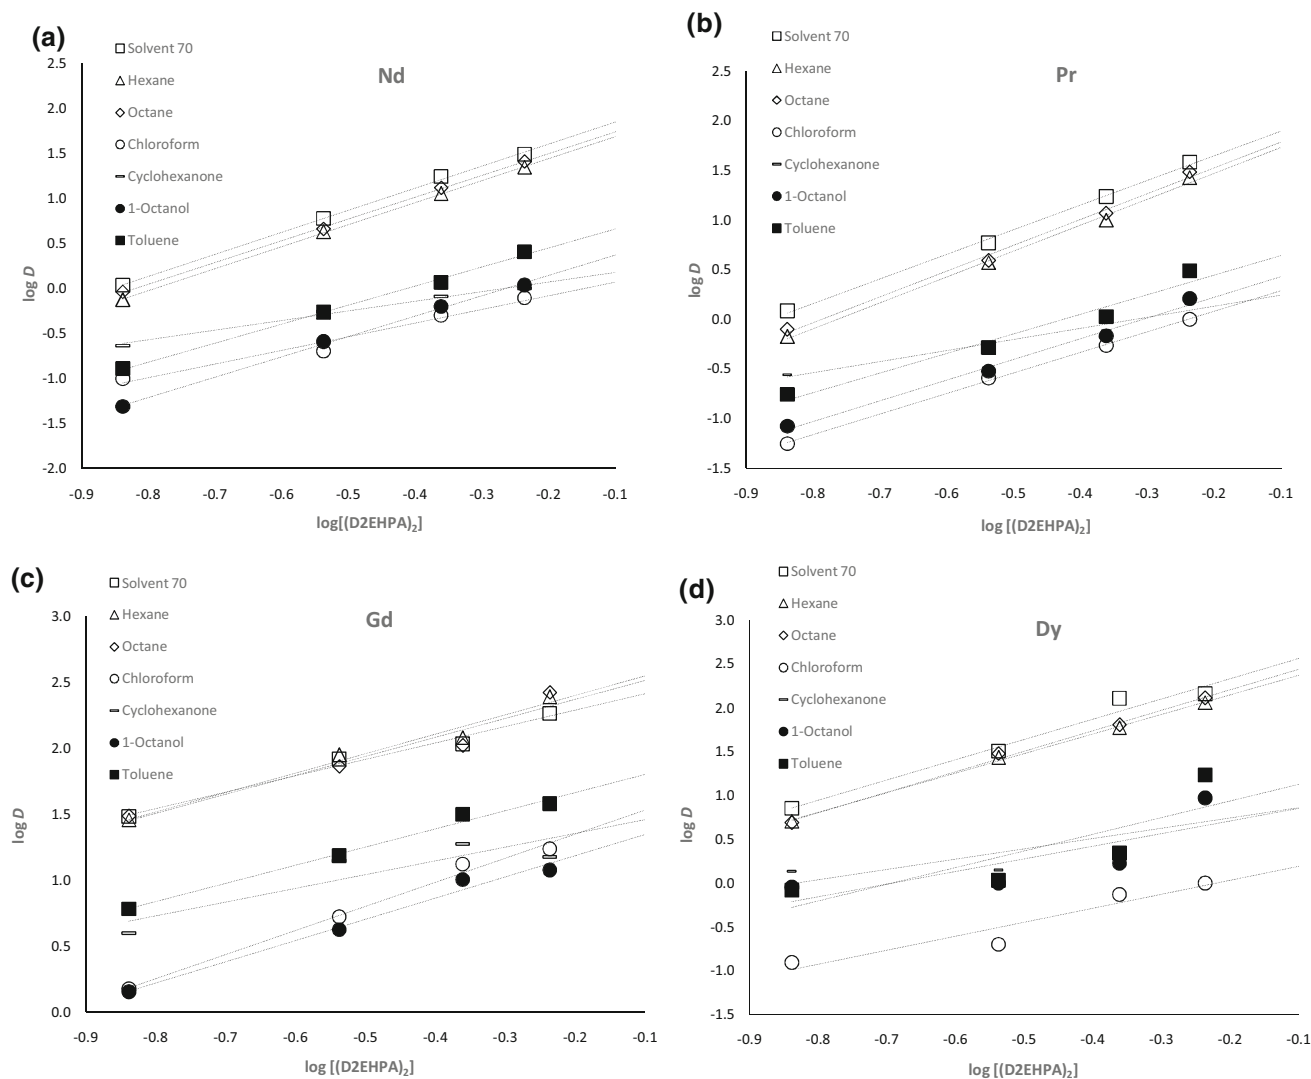 (a)
Nd
Solvent 70
Hexane
Octane
Chloroform
Cyclohexanone
1-Octanol
Toluene
log D
2.5
2.0
1.5
1.0
0.5
0.0
-0.5
-1.0
-1.5
-2.0
-0.9 -0.8 -0.7 -0.6 -0.5 -0.4 -0.3 -0.2 -0.1
log[(D2EHPA)2]
(b)
Pr
Solvent 70
Hexane
Octane
Chloroform
Cyclohexanone
1-Octanol
Toluene
log D
2.5
2.0
1.5
1.0
0.5
0.0
-0.5
-1.0
-1.5
-0.9 -0.8 -0.7 -0.6 -0.5 -0.4 -0.3 -0.2 -0.1
log [(D2EHPA)2]
(c)
Gd
Solvent 70
Hexane
Octane
Chloroform
Cyclohexanone
1-Octanol
Toluene
log D
3.0
2.5
2.0
1.5
1.0
0.5
0.0
-0.9 -0.8 -0.7 -0.6 -0.5 -0.4 -0.3 -0.2 -0.1
log [(D2EHPA)2]
(d)
Dy
Solvent 70
Hexane
Octane
Chloroform
Cyclohexanone
1-Octanol
Toluene
log D
3.0
2.5
2.0
1.5
1.0
0.5
0.0
-0.5
-1.0
-1.5
-0.9 -0.8 -0.7 -0.6 -0.5 -0.4 -0.3 -0.2 -0.1
log [(D2EHPA)2]